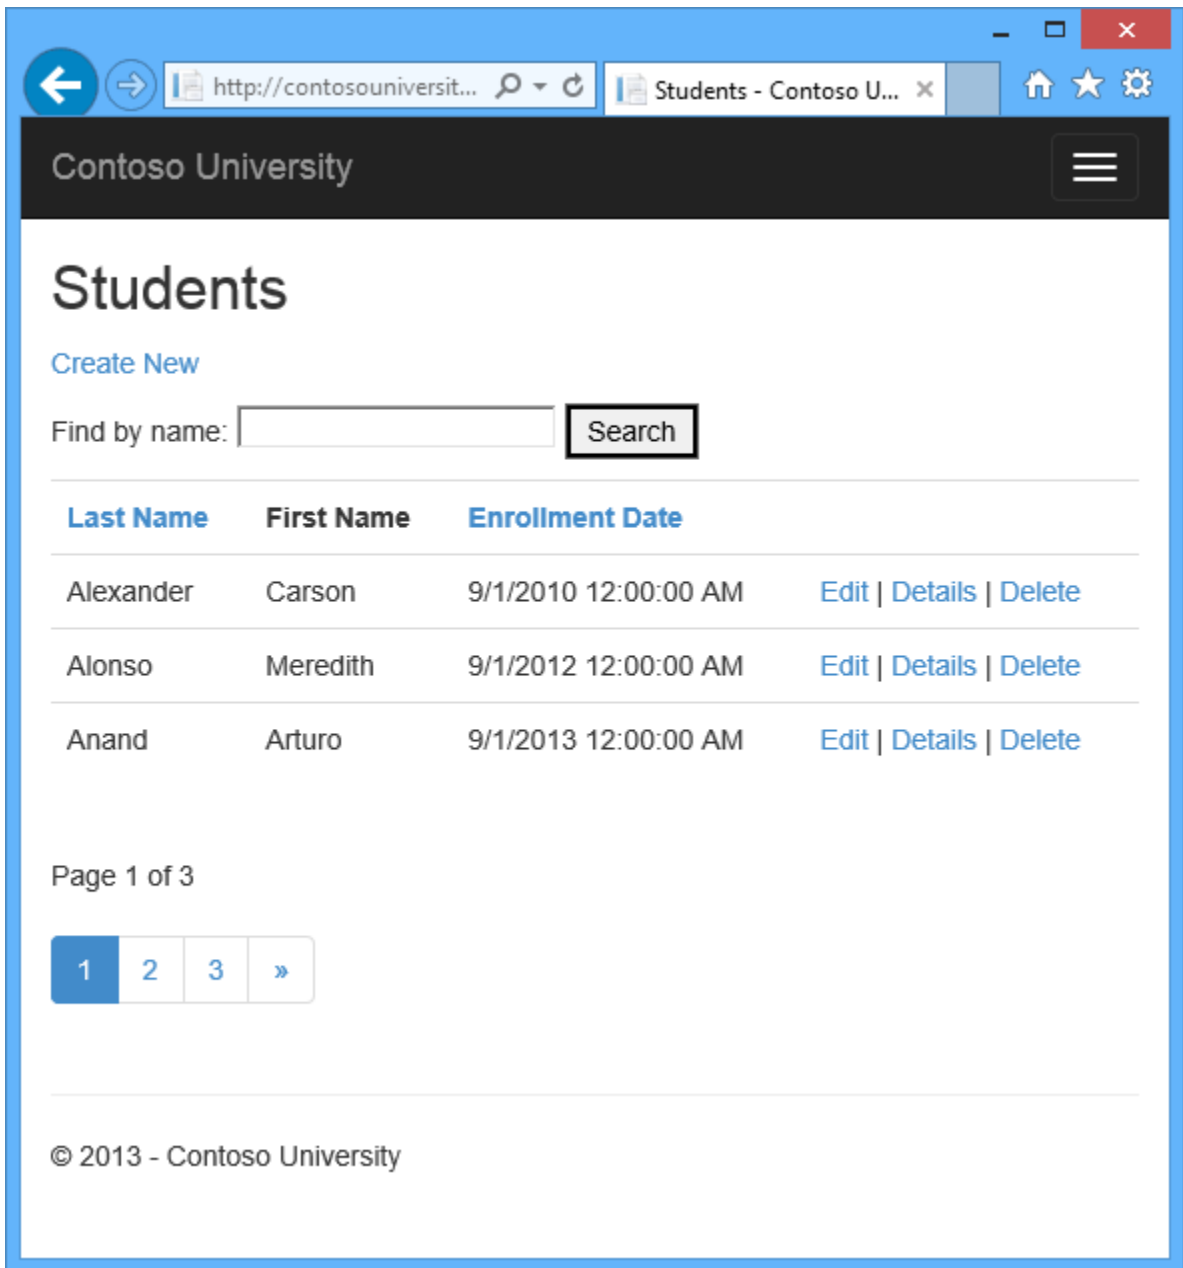 http://contosouniversit...
Students - Contoso U...
Contoso University
Students
Create New
Find by name: Search
Last Name First Name Enrollment Date
Alexander Carson 9/1/2010 12:00:00 AM Edit | Details | Delete
Alonso Meredith 9/1/2012 12:00:00 AM Edit | Details | Delete
Anand Arturo 9/1/2013 12:00:00 AM Edit | Details | Delete
Page 1 of 3
1 2 3 »
© 2013 - Contoso University